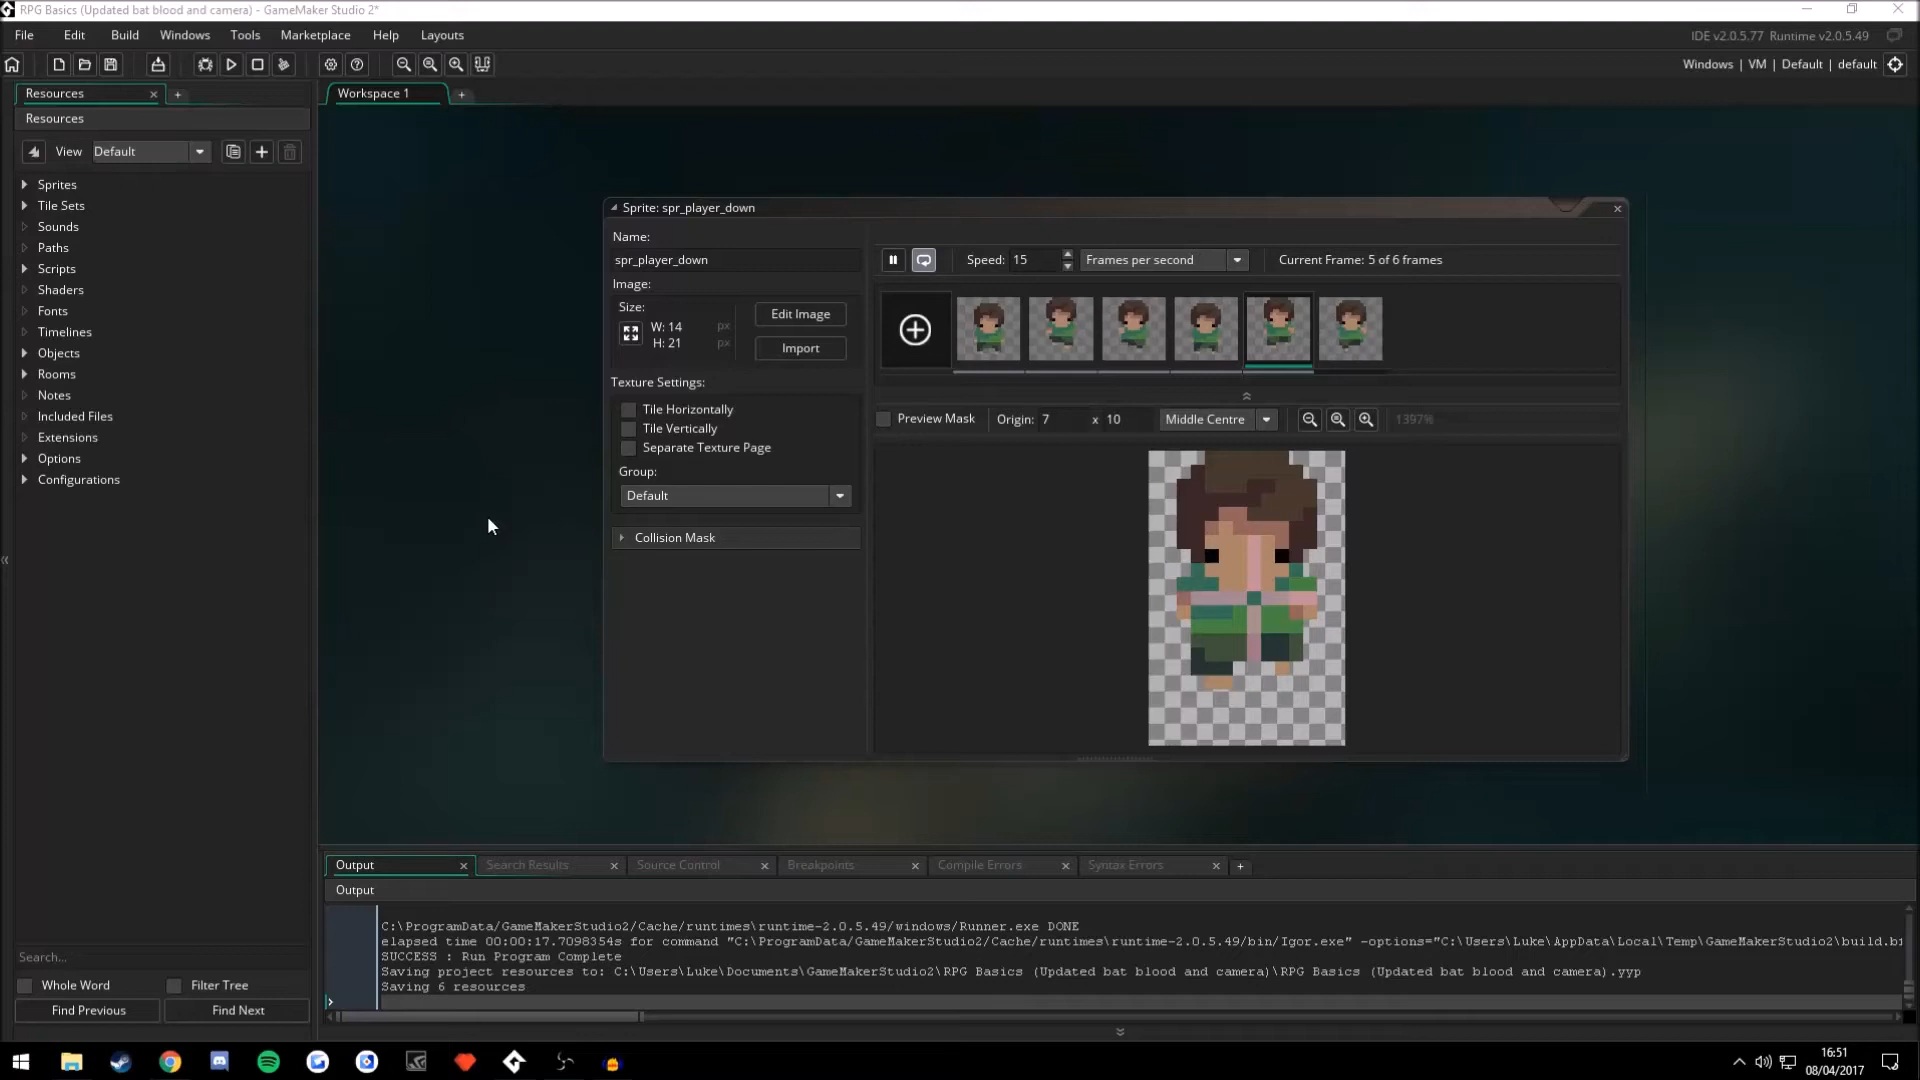 RPG Basics (Updated bat blood and camera) - GameMaker Studio 2*
File Edit Build Windows Tools Marketplace Help Layouts
IDE v2.0.5.77 Runtime v2.0.5.49
Windows | VM | Default | default
Resources
Workspace 1
Resources
View Default
Sprites
Tile Sets
Sounds
Paths
Scripts
Shaders
Fonts
Timelines
Objects
Rooms
Notes
Included Files
Extensions
Options
Configurations
Search...
Whole Word
Filter Tree
Find Previous
Find Next
Sprite: spr_player_down
Name:
spr_player_down
Image:
Size:
W: 14 px
H: 21 px
Edit Image
Import
Texture Settings:
Tile Horizontally
Tile Vertically
Separate Texture Page
Group:
Default
Collision Mask
Speed: 15 Frames per second Current Frame: 5 of 6 frames
Preview Mask Origin: 7 x 10 Middle Centre 1397%
Output Search Results Source Control Breakpoints Compile Errors Syntax Errors
Output
C:\ProgramData/GameMakerStudio2/Cache/runtimes\runtime-2.0.5.49/windows/Runner.exe DONE
elapsed time 00:00:17.7098354s for command "C:\ProgramData/GameMakerStudio2/Cache/runtimes\runtime-2.0.5.49/bin/Igor.exe" -options="C:\Users\Luke\AppData\Local\Temp\GameMakerStudio2\build.bf
SUCCESS : Run Program Complete
Saving project resources to: C:\Users\Luke\Documents\GameMakerStudio2\RPG Basics (Updated bat blood and camera)\RPG Basics (Updated bat blood and camera).yyp
Saving 6 resources
16:51
08/04/2017